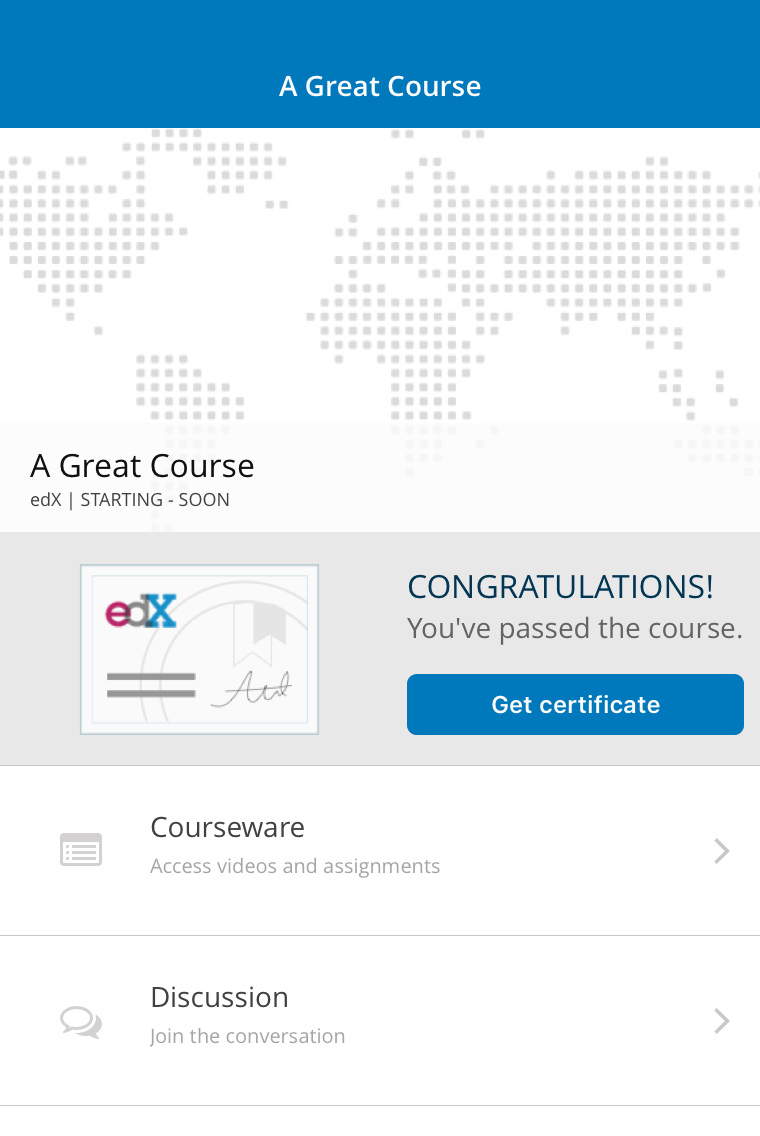 A Great Course
A Great Course
edX | STARTING - SOON
edX
CONGRATULATIONS!
You've passed the course.
Get certificate
Courseware
Access videos and assignments
Discussion
Join the conversation